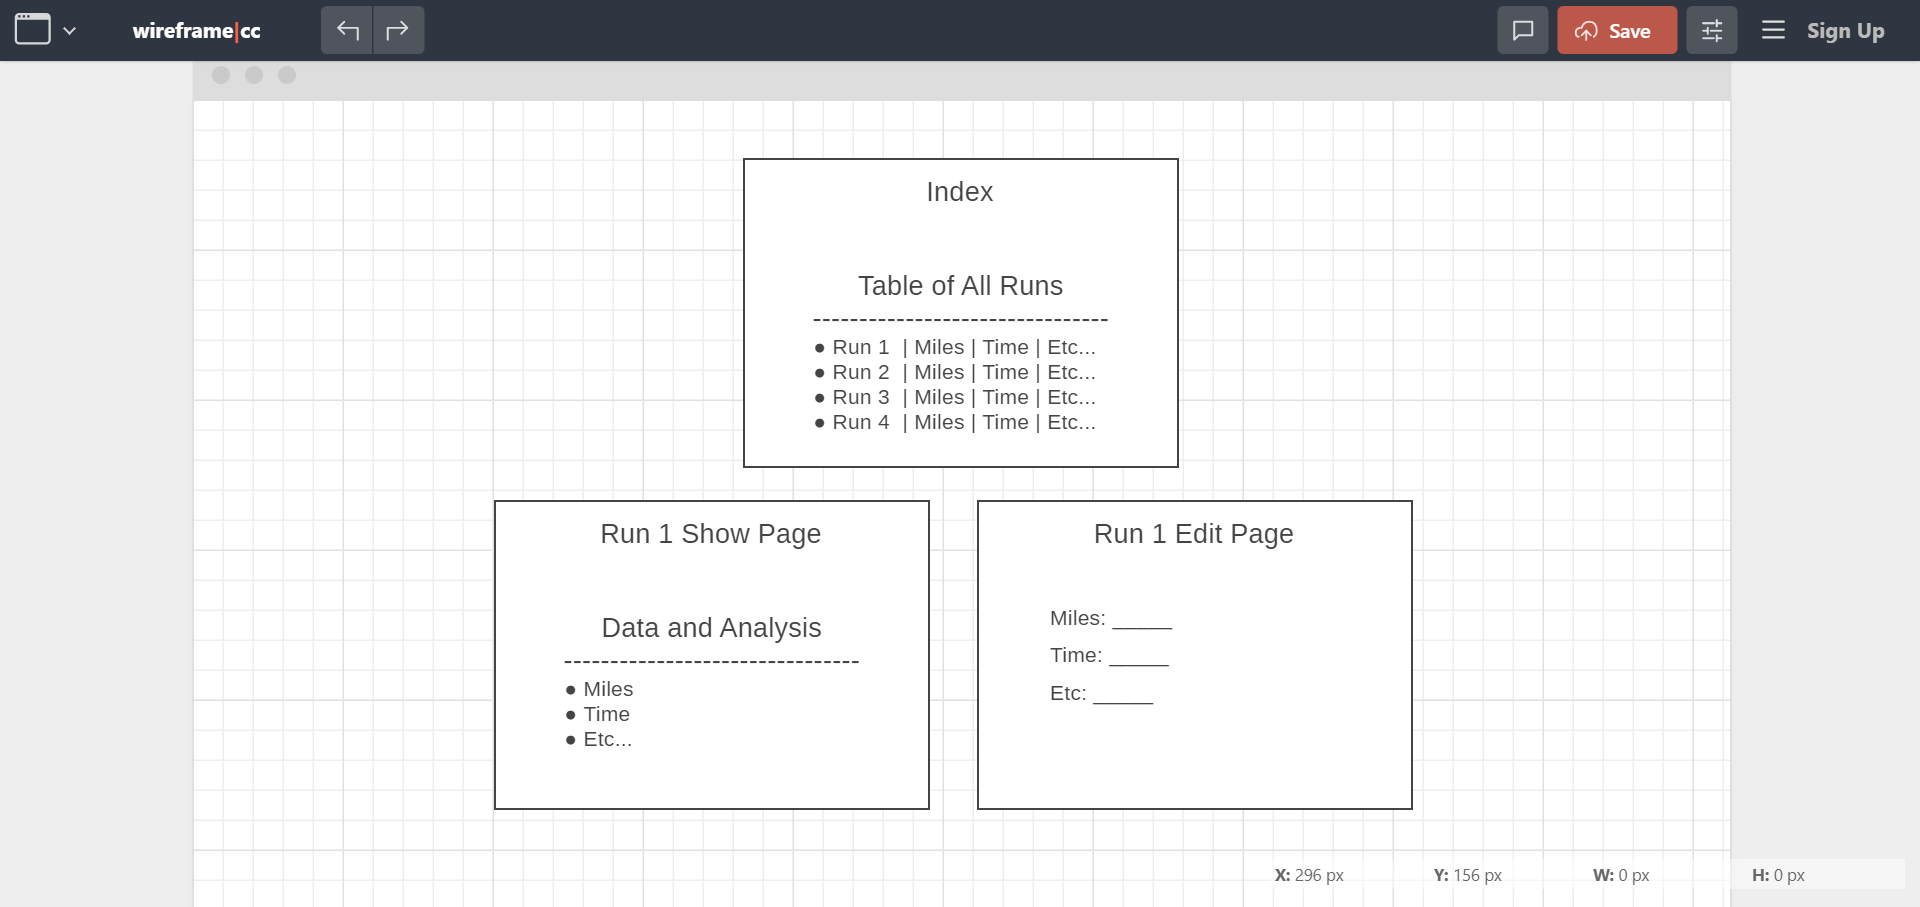 wireframe|cc
Save
Sign Up
Index
Table of All Runs
--------------------------------
● Run 1 | Miles | Time | Etc...
● Run 2 | Miles | Time | Etc...
● Run 3 | Miles | Time | Etc...
● Run 4 | Miles | Time | Etc...
Run 1 Show Page
Data and Analysis
--------------------------------
● Miles
● Time
● Etc...
Run 1 Edit Page
Miles: _____
Time: _____
Etc: _____
X: 296 px Y: 156 px W: 0 px H: 0 px